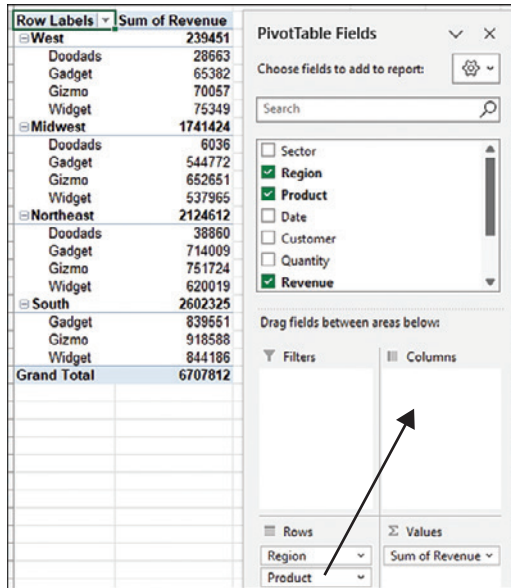 Row Labels Sum of Revenue
West 239451
Doodads 28663
Gadget 65382
Gizmo 70057
Widget 75349
Midwest 1741424
Doodads 6036
Gadget 544772
Gizmo 652651
Widget 537965
Northeast 2124612
Doodads 38860
Gadget 714009
Gizmo 751724
Widget 620019
South 2602325
Gadget 839551
Gizmo 918588
Widget 844186
Grand Total 6707812
PivotTable Fields
Choose fields to add to report:
Search
Sector
Region
Product
Date
Customer
Quantity
Revenue
Drag fields between areas below:
Filters
Columns
Rows
Region
Product
Σ Values
Sum of Revenue